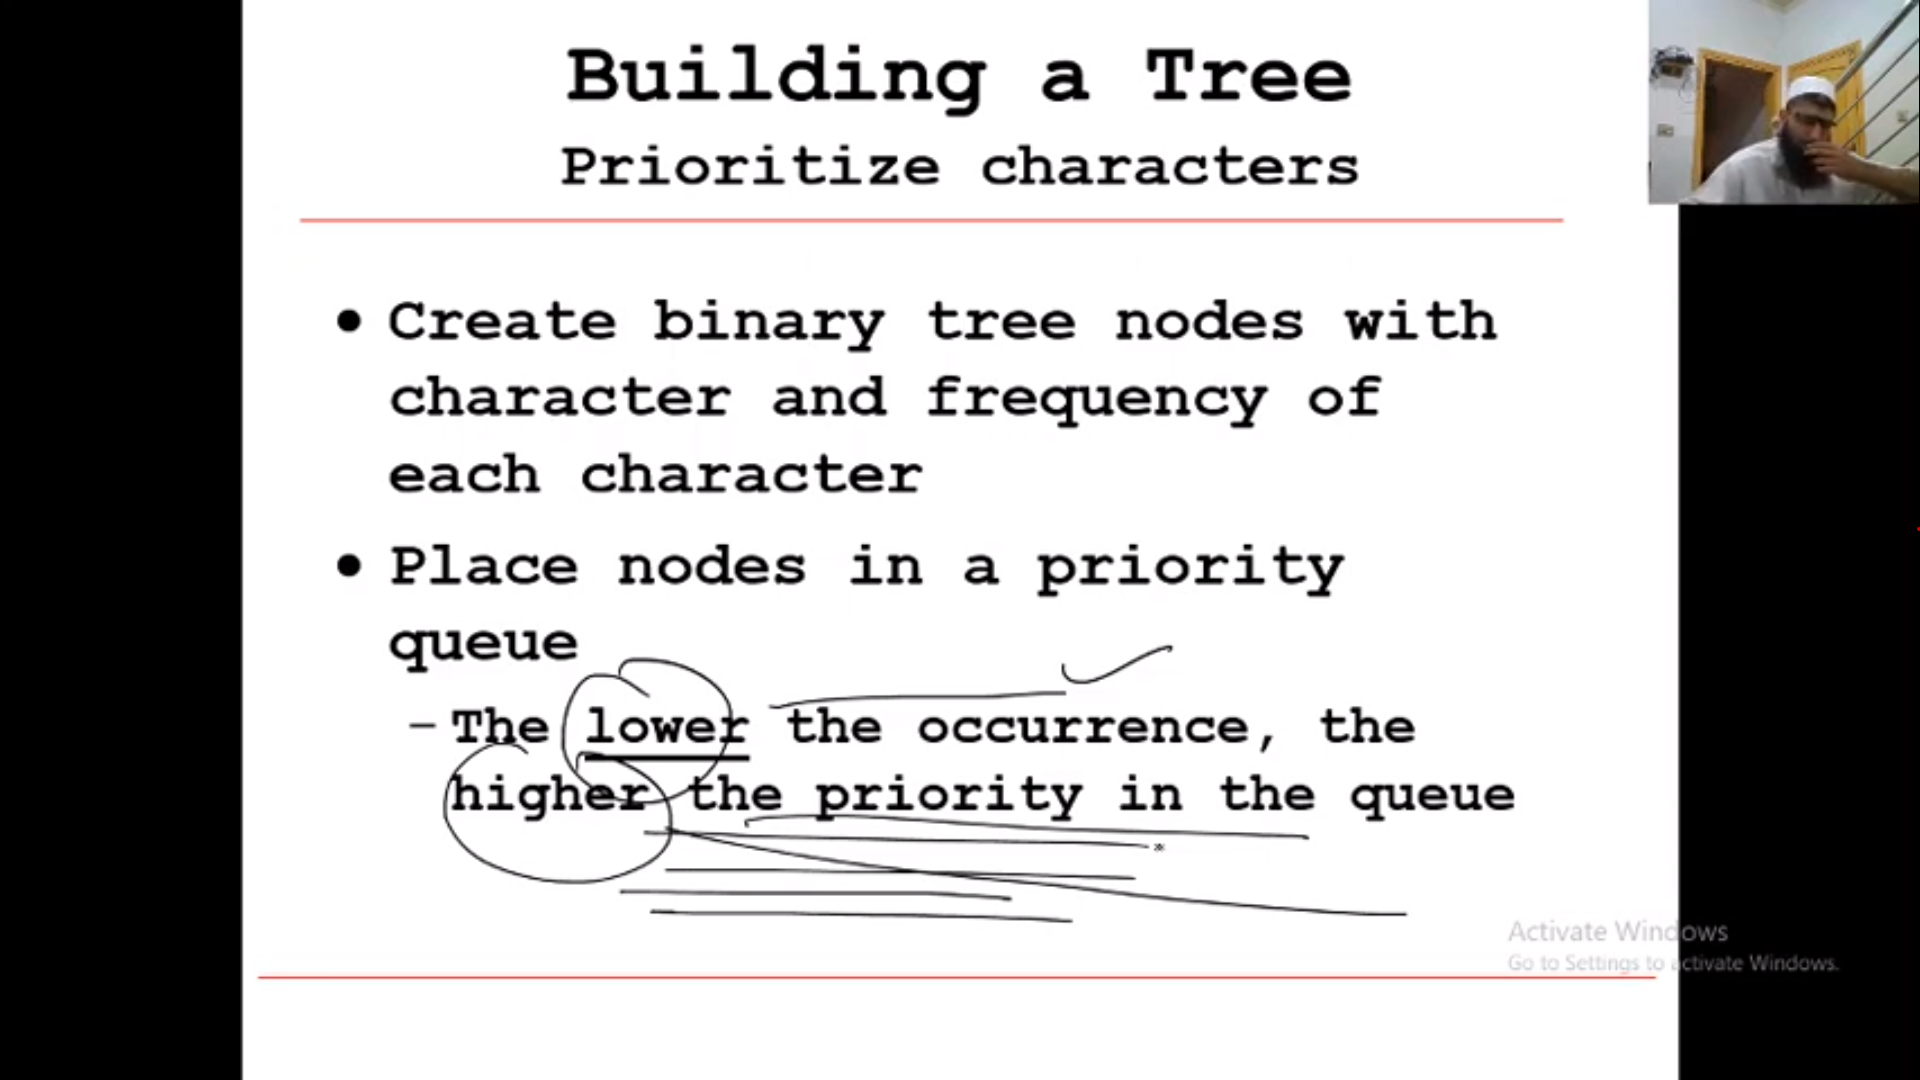 Building a Tree
Prioritize characters
• Create binary tree nodes with
character and frequency of
each character
• Place nodes in a priority
queue
– The lower the occurrence, the
higher the priority in the queue
Activate Windows
Go to Settings to activate Windows.